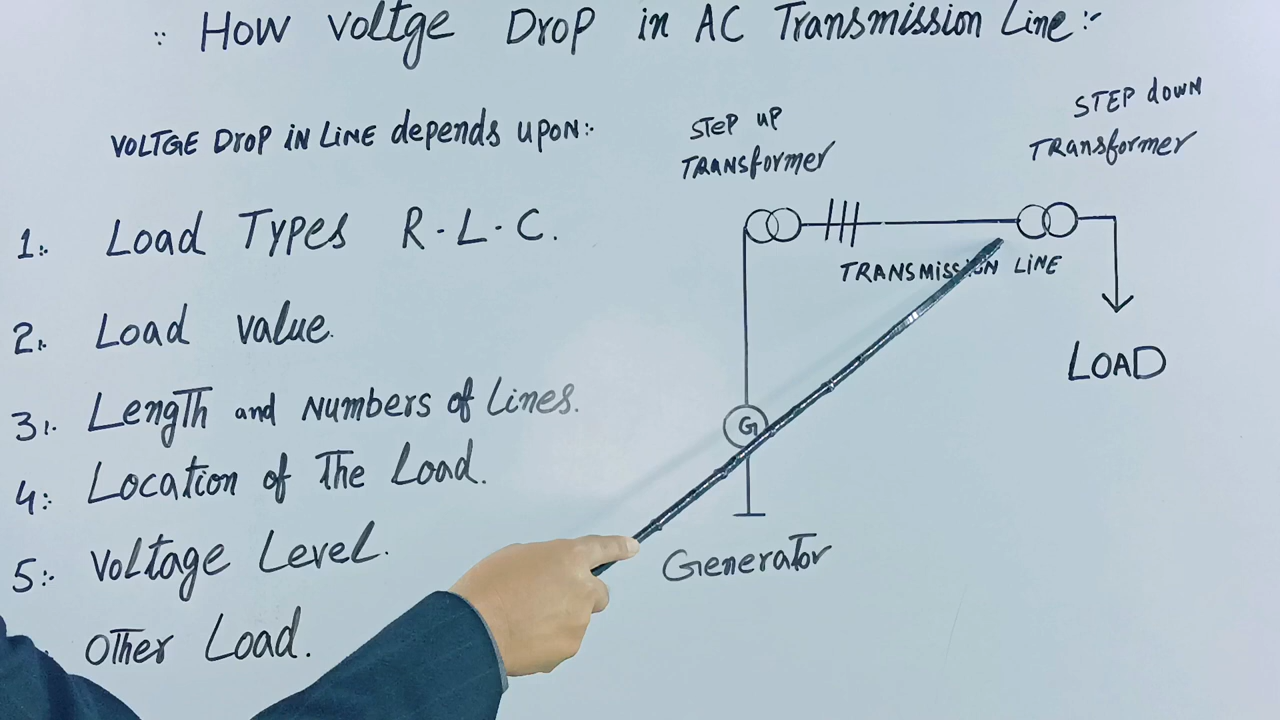 :: How Voltge Drop in AC Transmission Line :-
VOLTGE DROP IN LINE depends UPON:-
STEP UP
TRANSformer
STEP down
TRansformer
1:. Load Types R.L.C.
2:. Load value.
3:. Length and Numbers of Lines.
4:. Location of The Load.
5:. Voltage Level.
Other Load.
TRANSMISSION LINE
LOAD
G
Generator